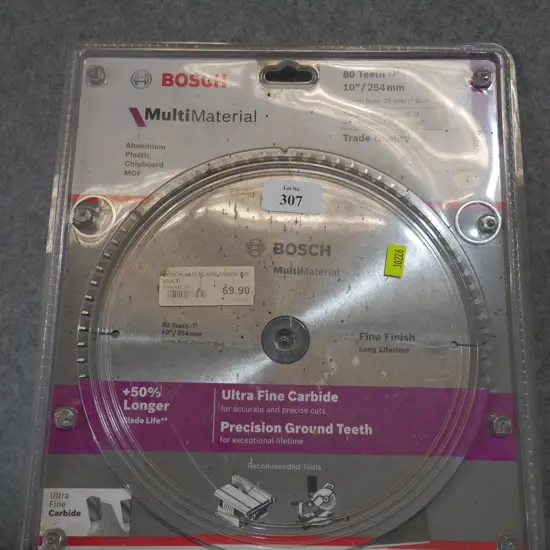 BOSCH
MultiMaterial
Aluminium
Plastic
Chipboard
MDF
80 Teeth
10"/254mm
Trade Quality
Lot No.
307
BOSCH
MultiMaterial
10226
MULTI
69.90
80 Teeth
10"/254mm
Fine Finish
Long Lifetime
+50%
Longer
Blade Life**
Ultra Fine Carbide
for accurate and precise cuts
Precision Ground Teeth
for exceptional lifetime
Recommended Tools
Ultra
Fine
Carbide